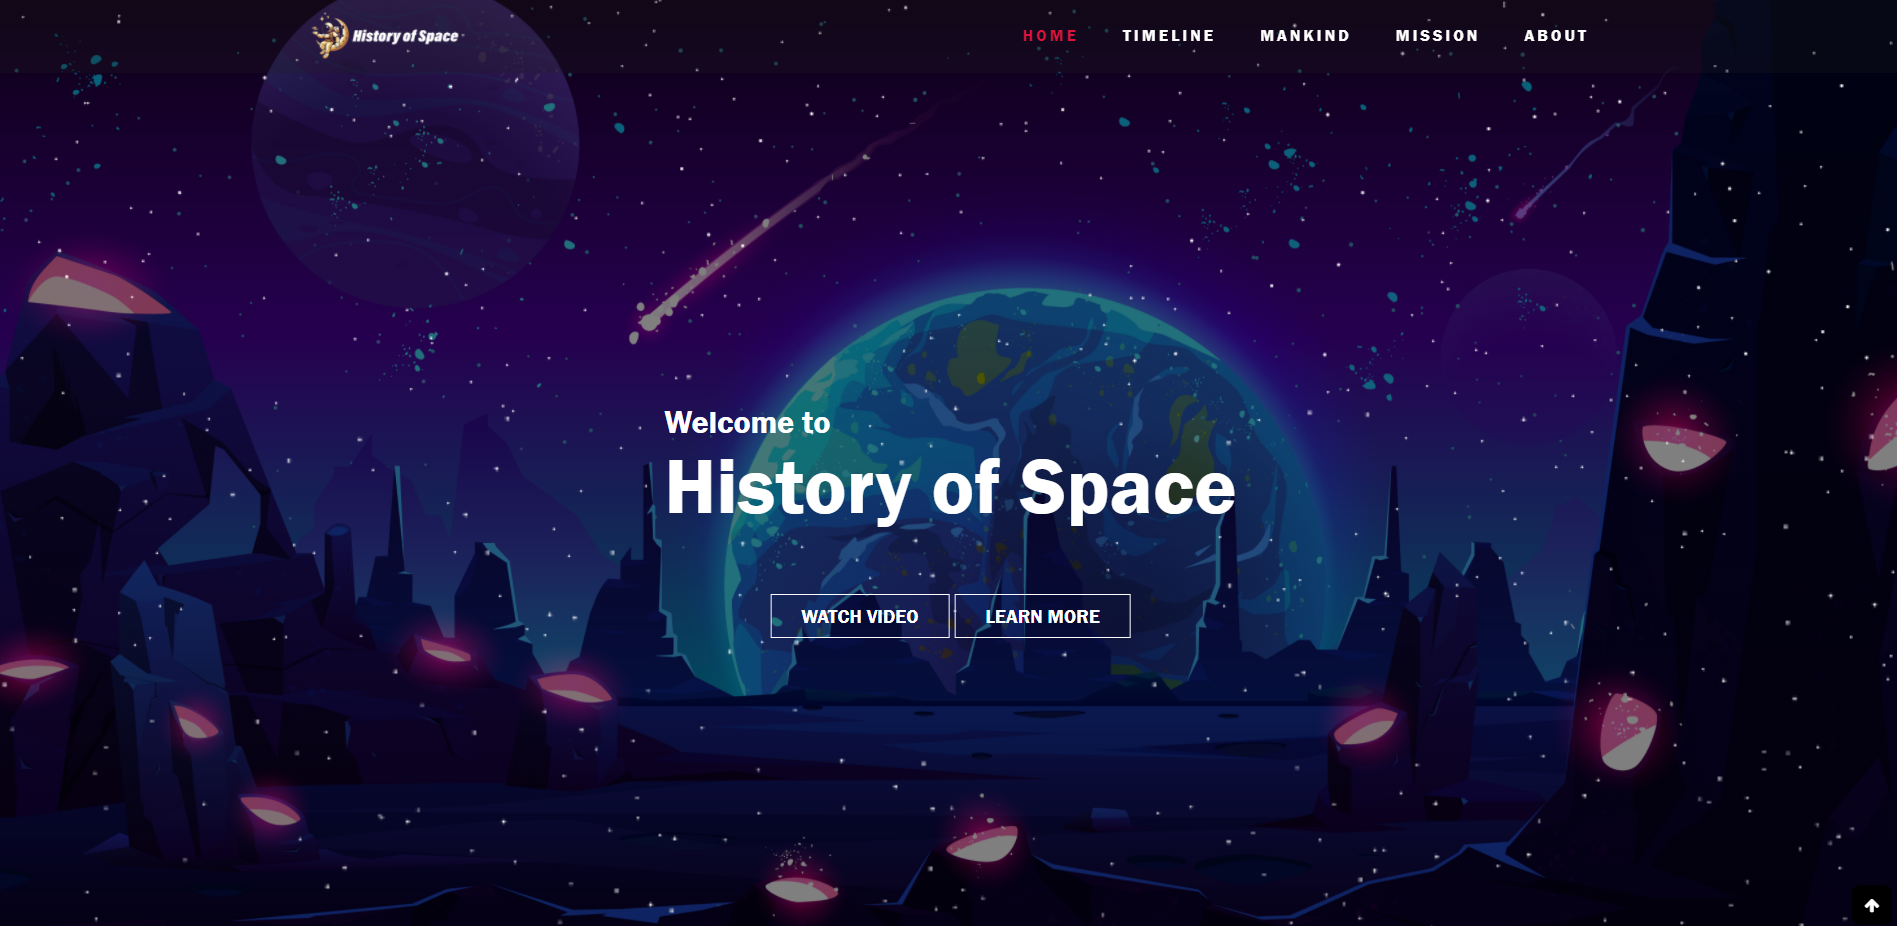 History of Space
HOME TIMELINE MANKIND MISSION ABOUT
Welcome to
History of Space
WATCH VIDEO LEARN MORE